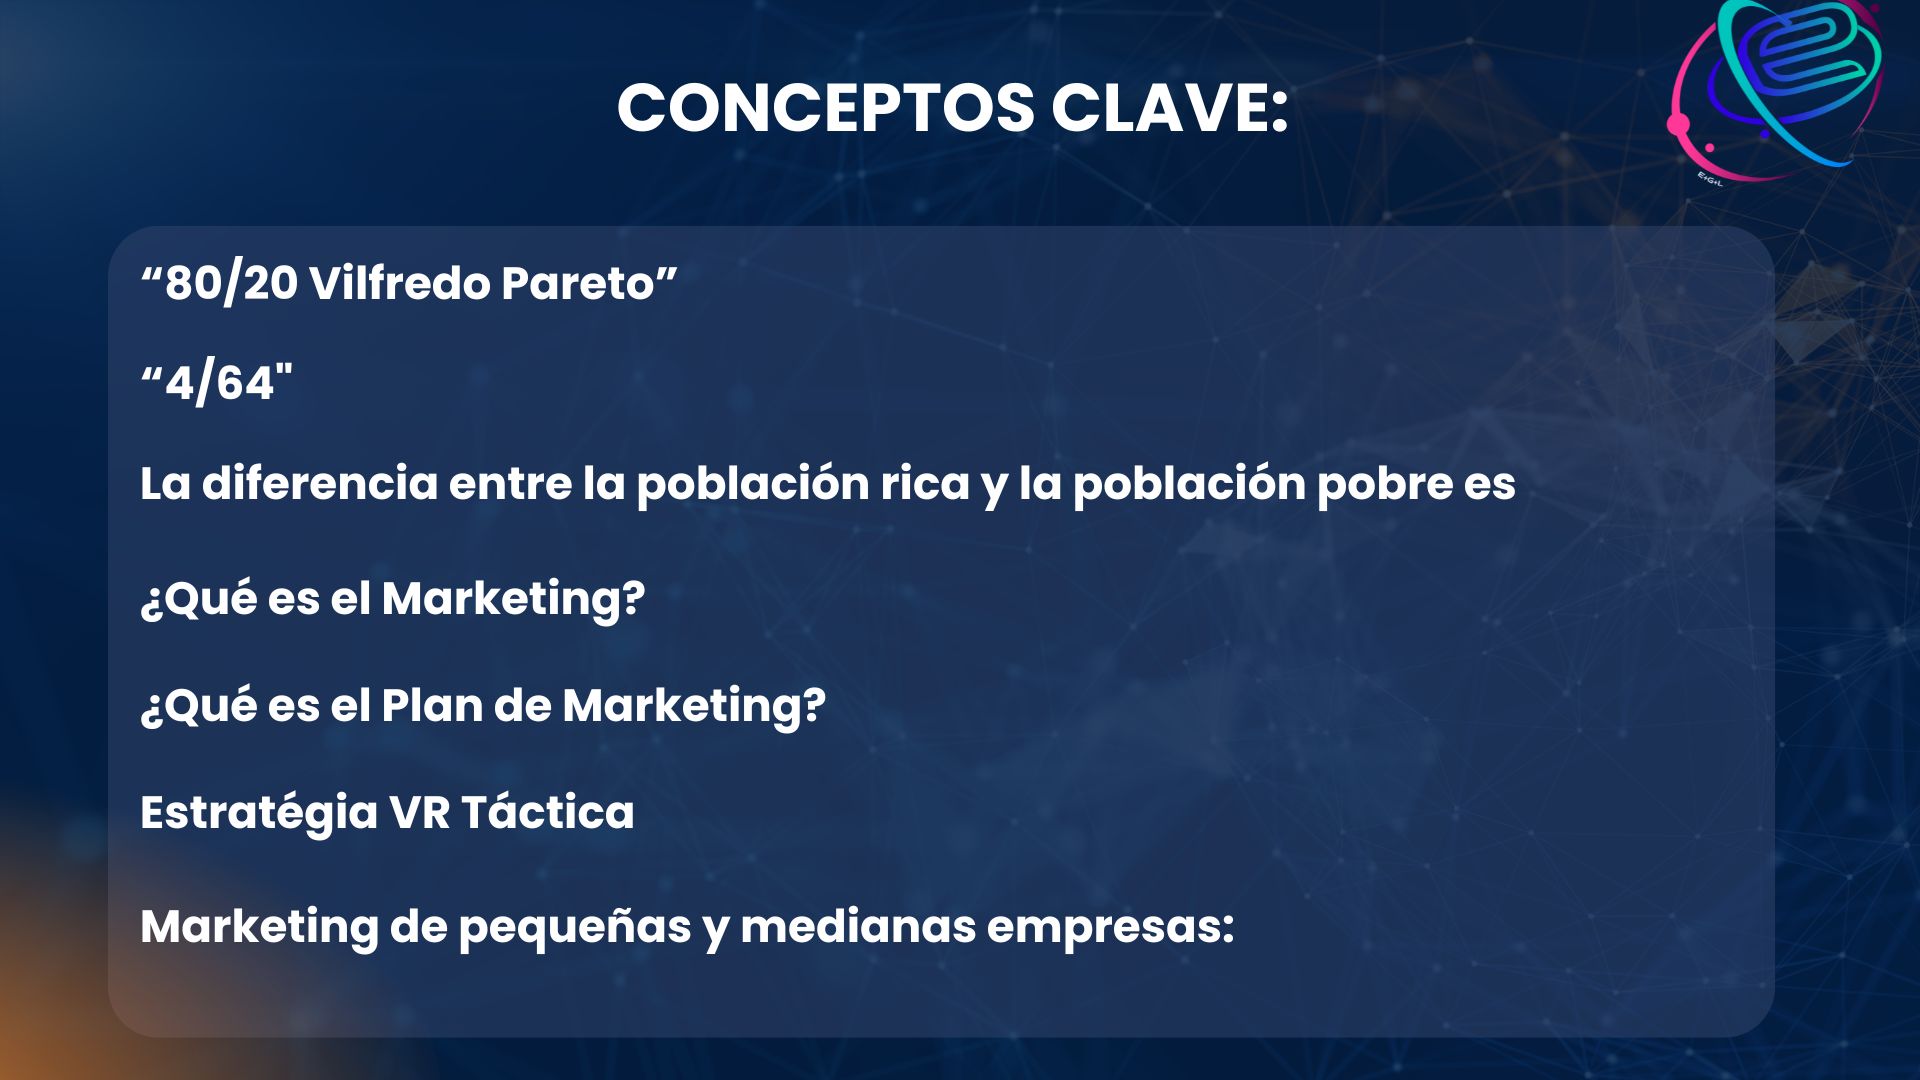 CONCEPTOS CLAVE:
E+G+L
“80/20 Vilfredo Pareto”
“4/64"
La diferencia entre la población rica y la población pobre es
¿Qué es el Marketing?
¿Qué es el Plan de Marketing?
Estratégia VR Táctica
Marketing de pequeñas y medianas empresas: